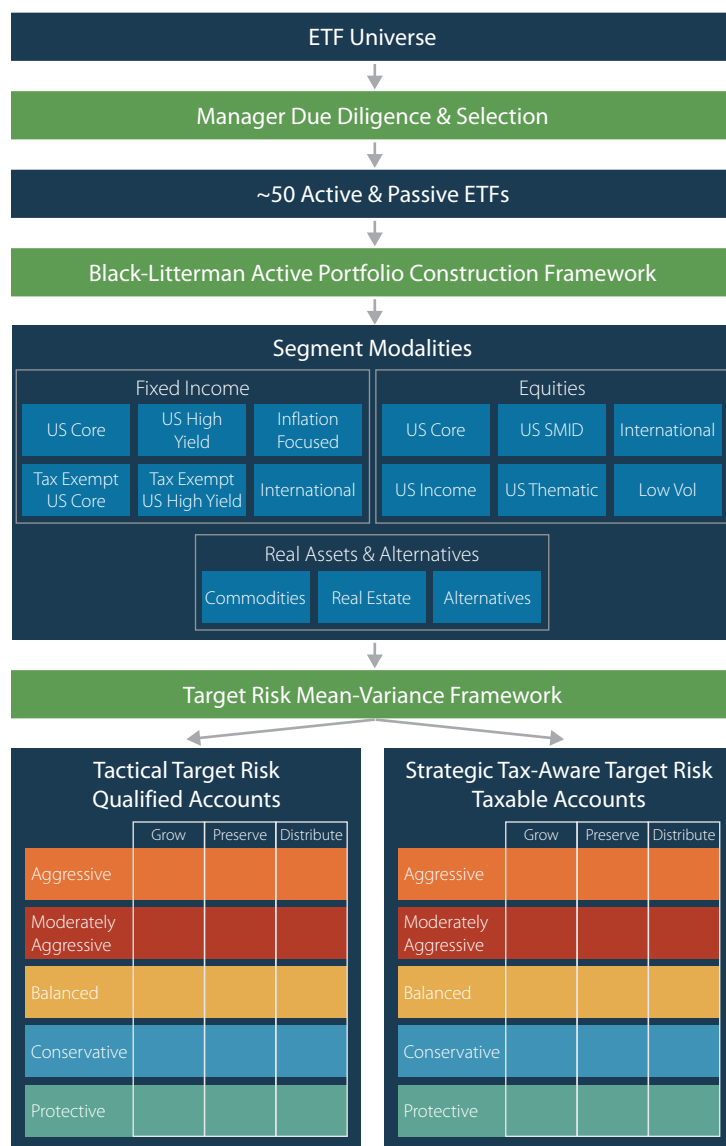 ETF Universe
Manager Due Diligence & Selection
~50 Active & Passive ETFs
Black-Litterman Active Portfolio Construction Framework
Segment Modalities
Fixed Income
US Core
US High
Yield
Inflation
Focused
Tax Exempt
US Core
Tax Exempt
US High Yield
International
Equities
US Core
US SMID
International
US Income
US Thematic
Low Vol
Real Assets & Alternatives
Commodities
Real Estate
Alternatives
Target Risk Mean-Variance Framework
Tactical Target Risk
Qualified Accounts
Grow
Preserve
Distribute
Aggressive
Moderately
Aggressive
Balanced
Conservative
Protective
Strategic Tax-Aware Target Risk
Taxable Accounts
Grow
Preserve
Distribute
Aggressive
Moderately
Aggressive
Balanced
Conservative
Protective